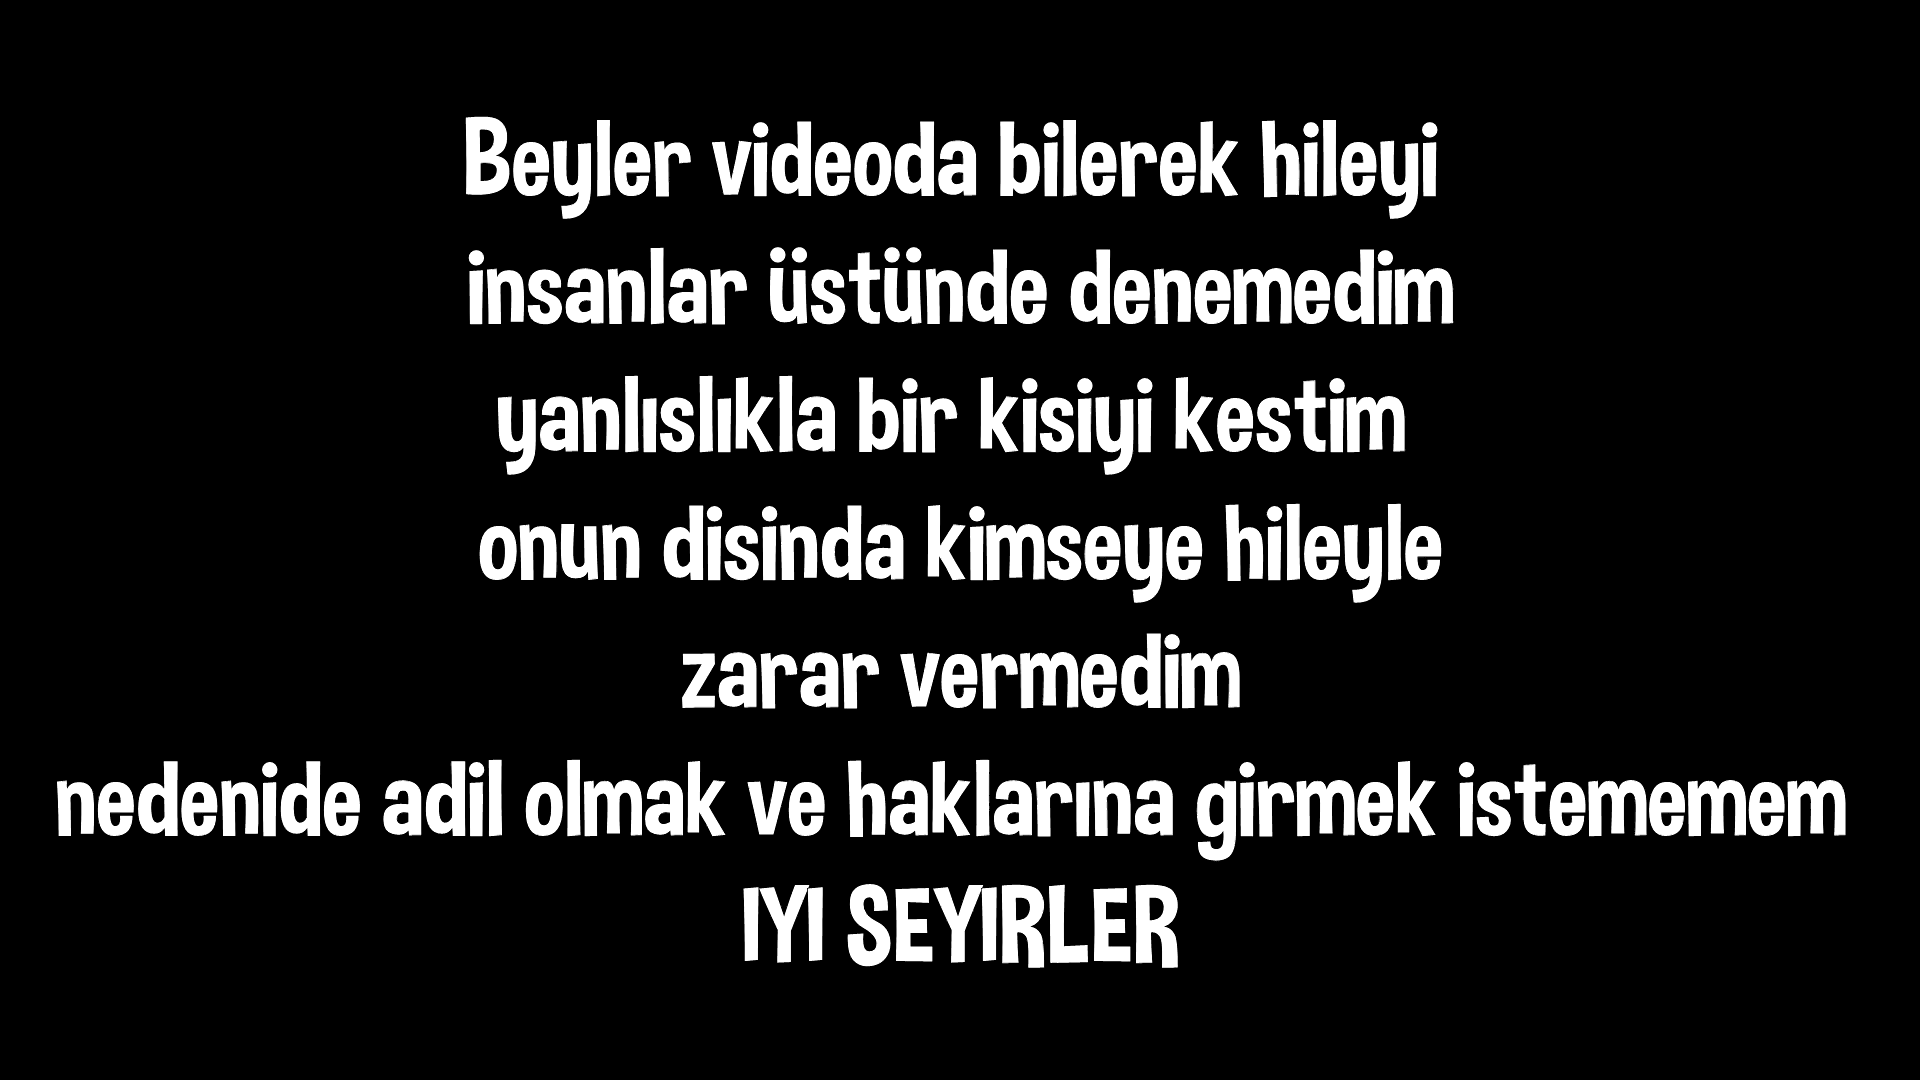 Beyler videoda bilerek hileyi
insanlar üstünde denemedim
yanlıslıkla bir kisiyi kestim
onun disinda kimseye hileyle
zarar vermedim
nedenide adil olmak ve haklarına girmek istememem
IYI SEYIRLER